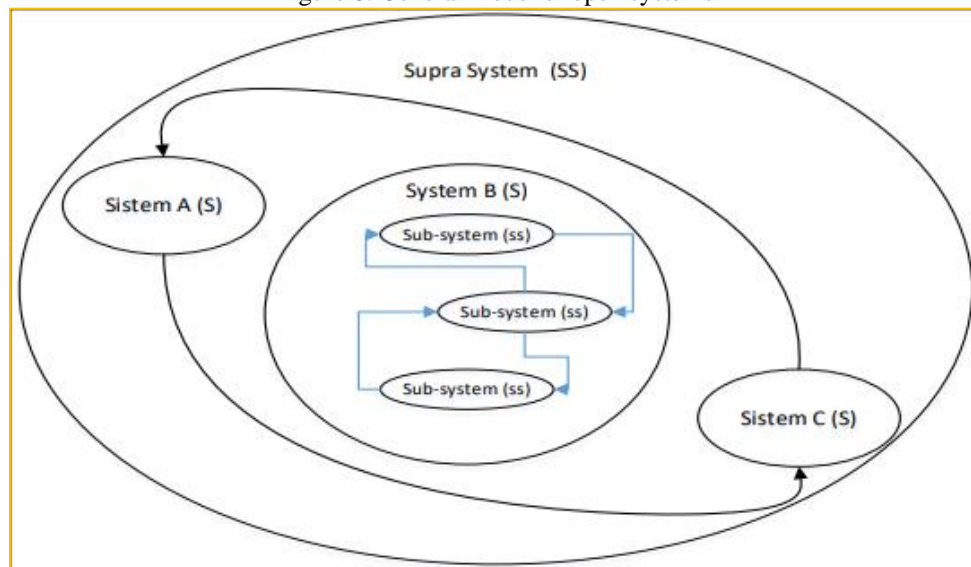 Supra System (SS)
Sistem A (S)
System B (S)
Sub-system (ss)
Sub-system (ss)
Sub-system (ss)
Sistem C (S)